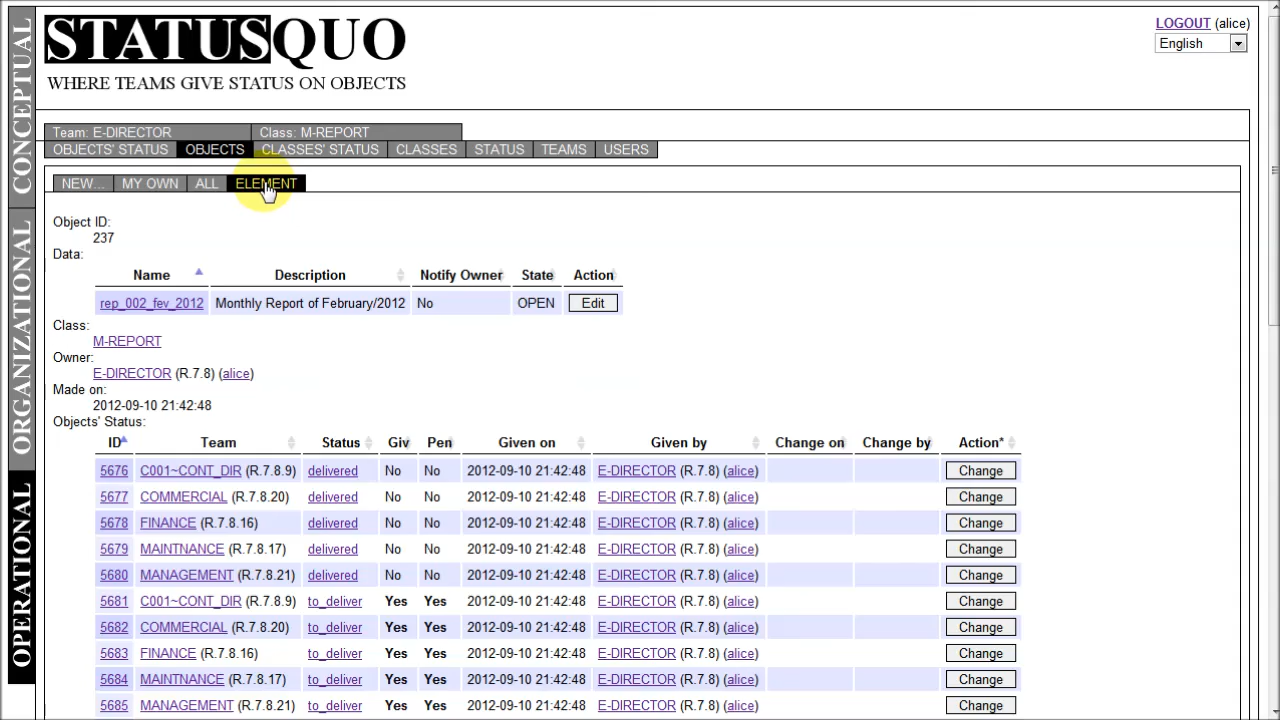 CONCEPTUAL
ORGANIZATIONAL
OPERATIONAL
STATUSQUO
WHERE TEAMS GIVE STATUS ON OBJECTS
LOGOUT (alice)
English
Team: E-DIRECTOR Class: M-REPORT
OBJECTS' STATUS OBJECTS CLASSES' STATUS CLASSES STATUS TEAMS USERS
NEW... MY OWN ALL ELEMENT
Object ID:
237
Data:
Name Description Notify Owner State Action
rep_002_fev_2012 Monthly Report of February/2012 No OPEN Edit
Class:
M-REPORT
Owner:
E-DIRECTOR (R.7.8) (alice)
Made on:
2012-09-10 21:42:48
Objects' Status:
ID Team Status Giv Pen Given on Given by Change on Change by Action*
5676 C001~CONT_DIR (R.7.8.9) delivered No No 2012-09-10 21:42:48 E-DIRECTOR (R.7.8) (alice) Change
5677 COMMERCIAL (R.7.8.20) delivered No No 2012-09-10 21:42:48 E-DIRECTOR (R.7.8) (alice) Change
5678 FINANCE (R.7.8.16) delivered No No 2012-09-10 21:42:48 E-DIRECTOR (R.7.8) (alice) Change
5679 MAINTNANCE (R.7.8.17) delivered No No 2012-09-10 21:42:48 E-DIRECTOR (R.7.8) (alice) Change
5680 MANAGEMENT (R.7.8.21) delivered No No 2012-09-10 21:42:48 E-DIRECTOR (R.7.8) (alice) Change
5681 C001~CONT_DIR (R.7.8.9) to_deliver Yes Yes 2012-09-10 21:42:48 E-DIRECTOR (R.7.8) (alice) Change
5682 COMMERCIAL (R.7.8.20) to_deliver Yes Yes 2012-09-10 21:42:48 E-DIRECTOR (R.7.8) (alice) Change
5683 FINANCE (R.7.8.16) to_deliver Yes Yes 2012-09-10 21:42:48 E-DIRECTOR (R.7.8) (alice) Change
5684 MAINTNANCE (R.7.8.17) to_deliver Yes Yes 2012-09-10 21:42:48 E-DIRECTOR (R.7.8) (alice) Change
5685 MANAGEMENT (R.7.8.21) to_deliver Yes Yes 2012-09-10 21:42:48 E-DIRECTOR (R.7.8) (alice) Change